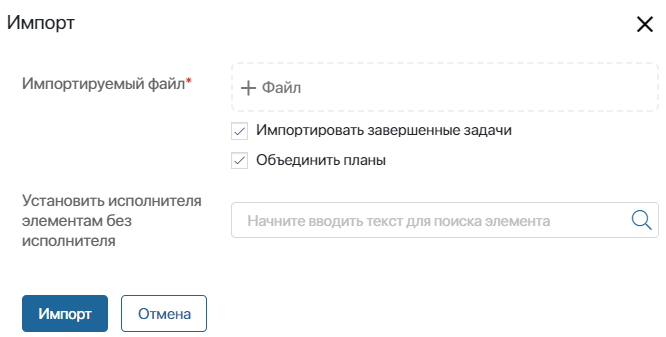 Импорт
Импортируемый файл*
+ Файл
Импортировать завершенные задачи
Объединить планы
Установить исполнителя
элементам без
исполнителя
Начните вводить текст для поиска элемента
Импорт
Отмена